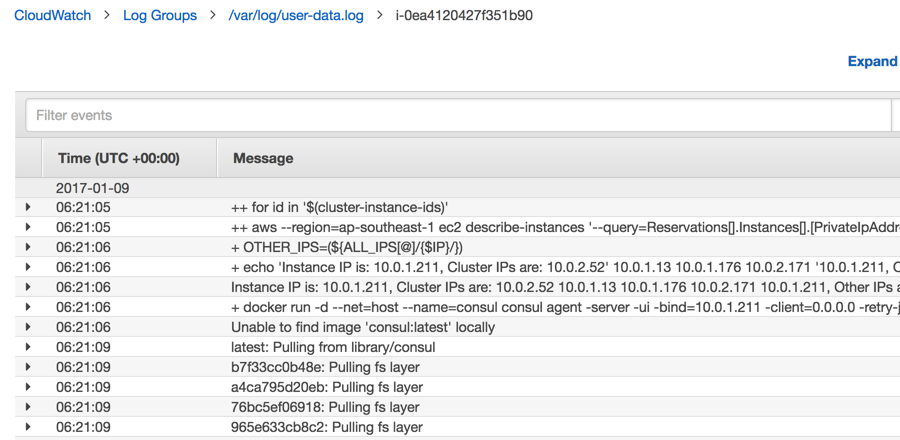 CloudWatch > Log Groups > /var/log/user-data.log > i-0ea4120427f351b90
Expand
Filter events
Time (UTC +00:00) Message
2017-01-09
06:21:05 ++ for id in '$(cluster-instance-ids)'
06:21:05 ++ aws --region=ap-southeast-1 ec2 describe-instances '--query=Reservations[].Instances[].[PrivateIpAddre
06:21:06 + OTHER_IPS=(${ALL_IPS[@]/{$IP}/})
06:21:06 + echo 'Instance IP is: 10.0.1.211, Cluster IPs are: 10.0.2.52' 10.0.1.13 10.0.1.176 10.0.2.171 '10.0.1.211, O
06:21:06 Instance IP is: 10.0.1.211, Cluster IPs are: 10.0.2.52 10.0.1.13 10.0.1.176 10.0.2.171 10.0.1.211, Other IPs a
06:21:06 + docker run -d --net=host --name=consul consul agent -server -ui -bind=10.0.1.211 -client=0.0.0.0 -retry-j
06:21:06 Unable to find image 'consul:latest' locally
06:21:09 latest: Pulling from library/consul
06:21:09 b7f33cc0b48e: Pulling fs layer
06:21:09 a4ca795d20eb: Pulling fs layer
06:21:09 76bc5ef06918: Pulling fs layer
06:21:09 965e633cb8c2: Pulling fs layer